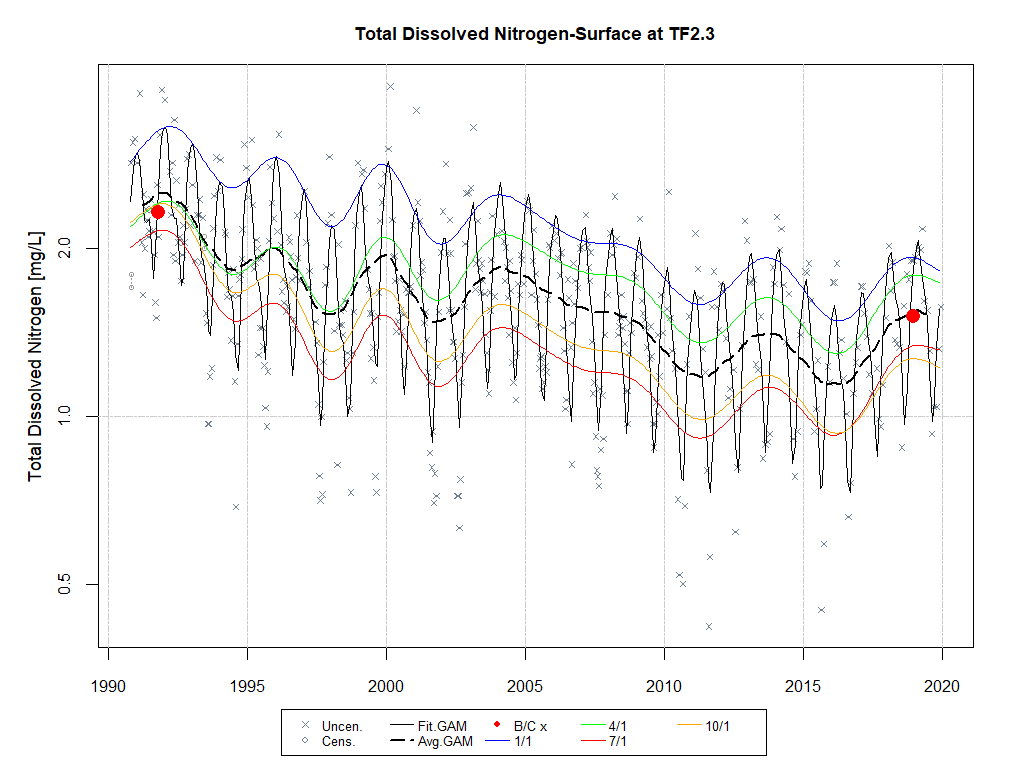 Total Dissolved Nitrogen-Surface at TF2.3
Total Dissolved Nitrogen [mg/L]
2.0
1.0
0.5
1990 1995 2000 2005 2010 2015 2020
Uncen. Fit.GAM B/C x 4/1 10/1
Cens. Avg.GAM 1/1 7/1